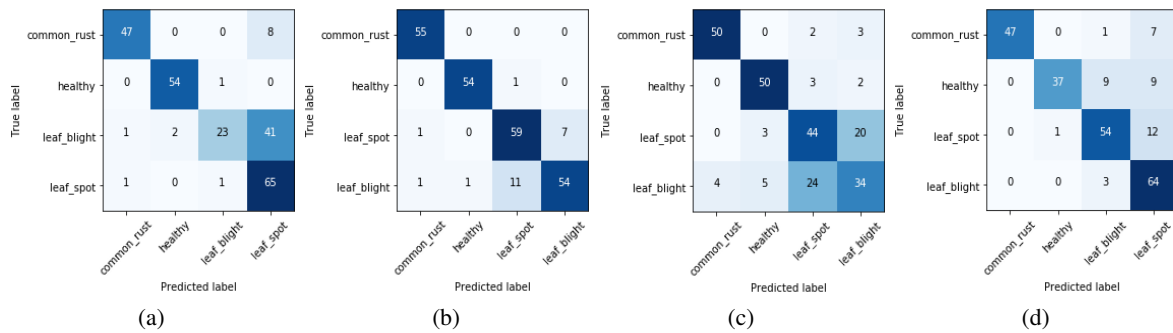 common_rust 47 0 0 8
healthy 0 54 1 0
leaf_blight 1 2 23 41
leaf_spot 1 0 1 65
True label
common_rust healthy leaf_blight leaf_spot
Predicted label
(a)
common_rust 55 0 0 0
healthy 0 54 1 0
leaf_spot 1 0 59 7
leaf_blight 1 1 11 54
True label
common_rust healthy leaf_spot leaf_blight
Predicted label
(b)
common_rust 50 0 2 3
healthy 0 50 3 2
leaf_spot 0 3 44 20
leaf_blight 4 5 24 34
True label
common_rust healthy leaf_spot leaf_blight
Predicted label
(c)
common_rust 47 0 1 7
healthy 0 37 9 9
leaf_spot 0 1 54 12
leaf_blight 0 0 3 64
True label
common_rust healthy leaf_blight leaf_spot
Predicted label
(d)